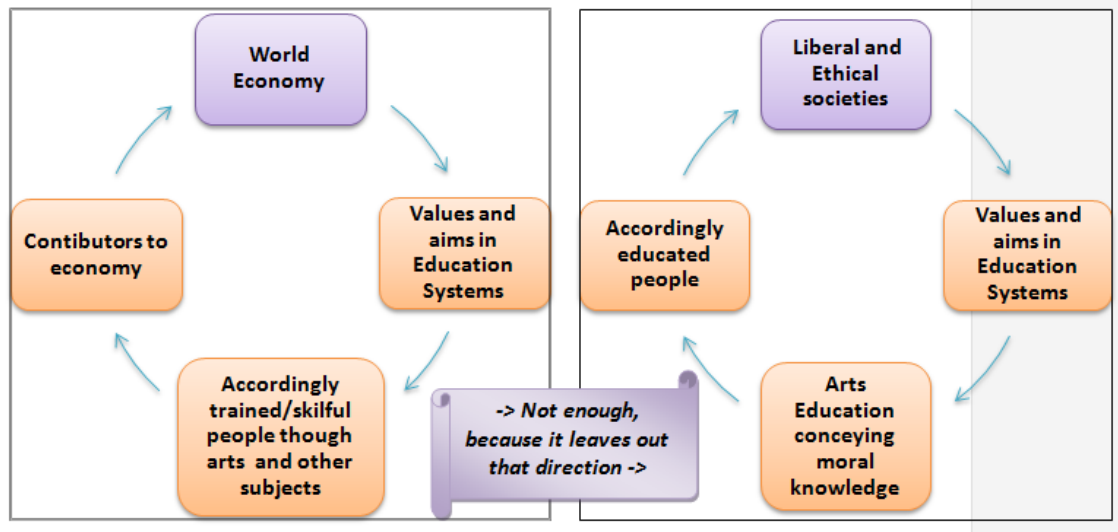 World
Economy
Values and
aims in
Education
Systems
Accordingly
trained/skilful
people though
arts and other
subjects
Contibutors to
economy
-> Not enough,
because it leaves out
that direction ->
Liberal and
Ethical
societies
Values and
aims in
Education
Systems
Arts
Education
conceying
moral
knowledge
Accordingly
educated
people